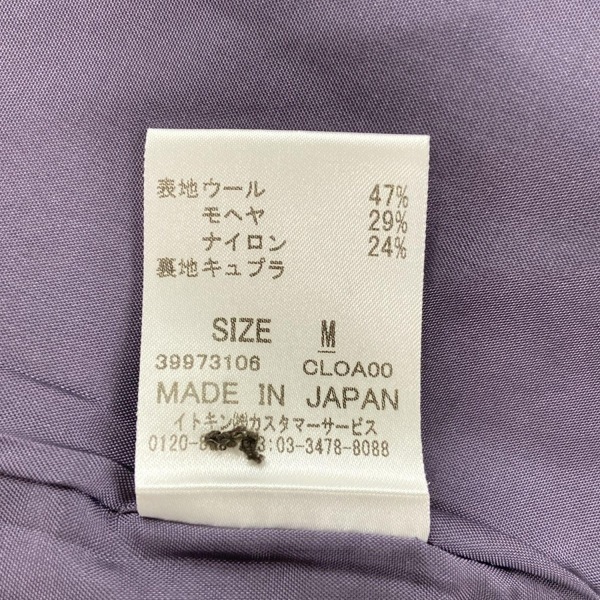 表地ウール 47%
モヘヤ 29%
ナイロン 24%
裏地キュプラ
SIZE M
39973106 CLOA00
MADE IN JAPAN
イトキン㈱カスタマーサービス
:03-3478-8088